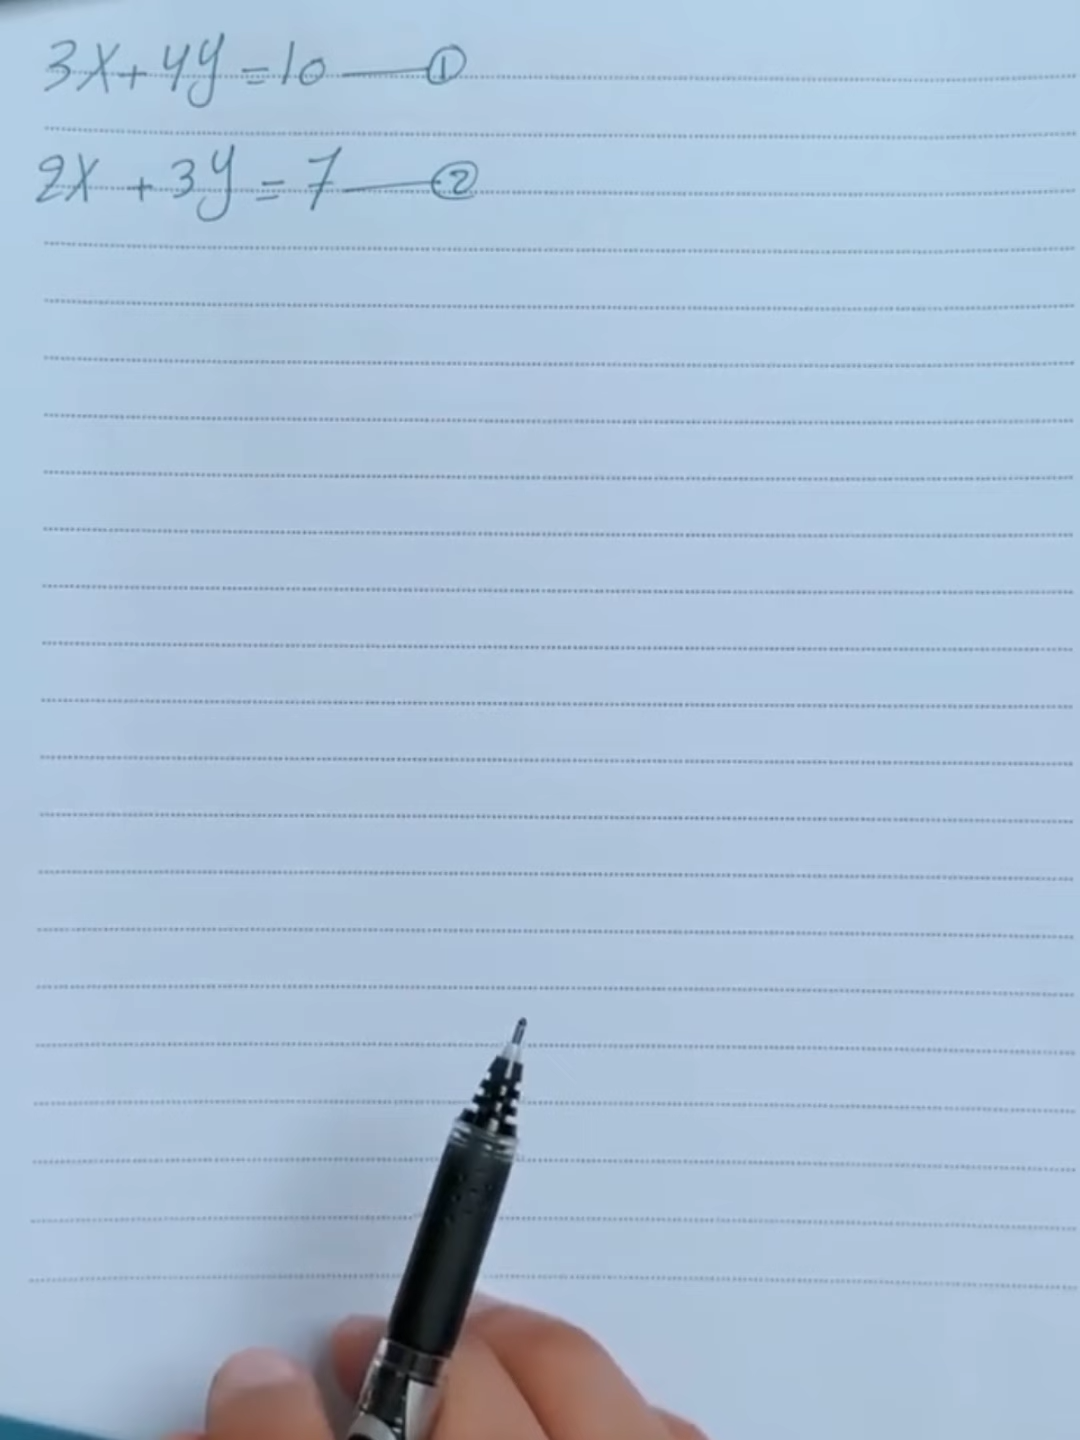 3x+4y=10 —— ①
2x+3y=7 —— ②